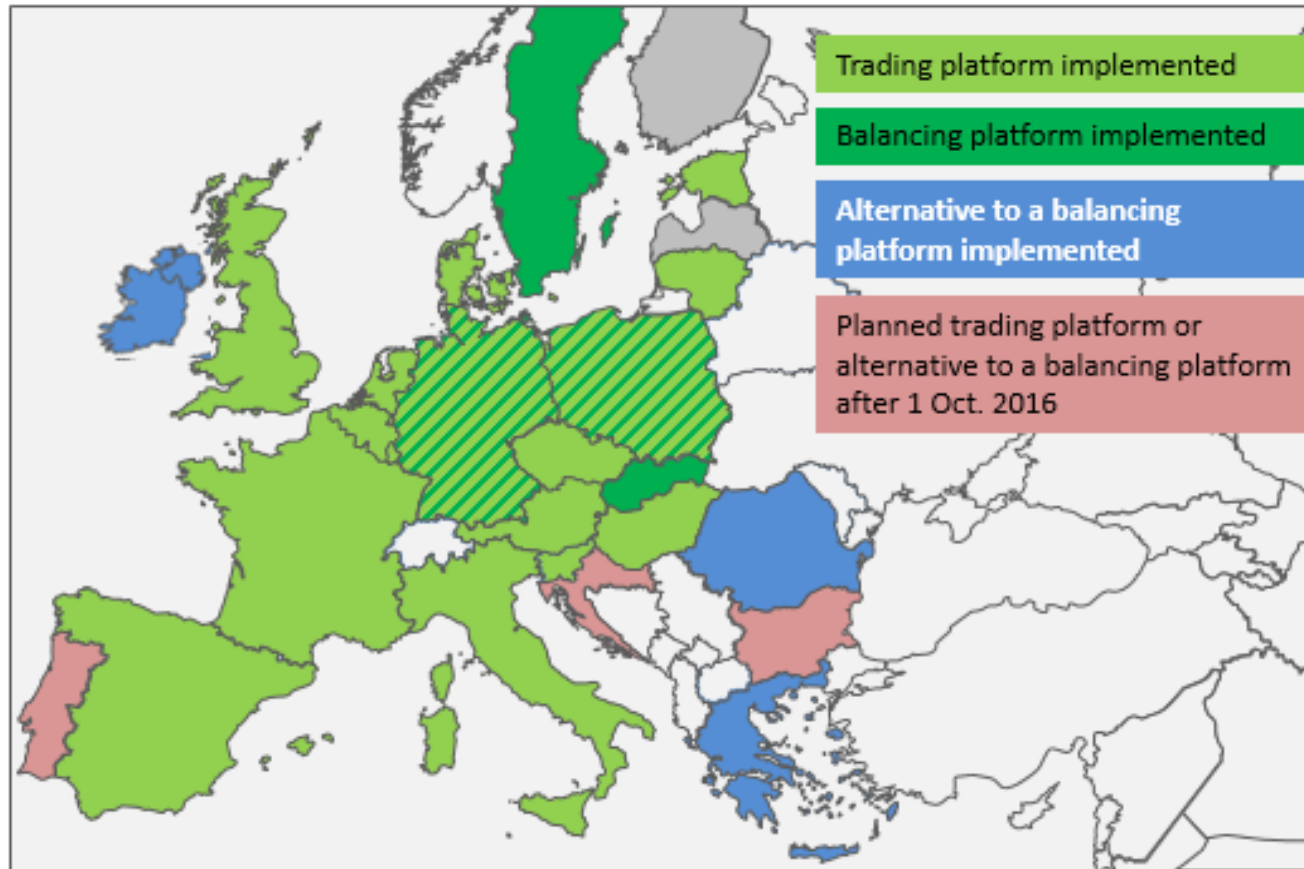 Trading platform implemented
Balancing platform implemented
Alternative to a balancing
platform implemented
Planned trading platform or
alternative to a balancing platform
after 1 Oct. 2016